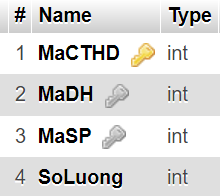 # Name Type
1 MaCTHD int
2 MaDH int
3 MaSP int
4 SoLuong int